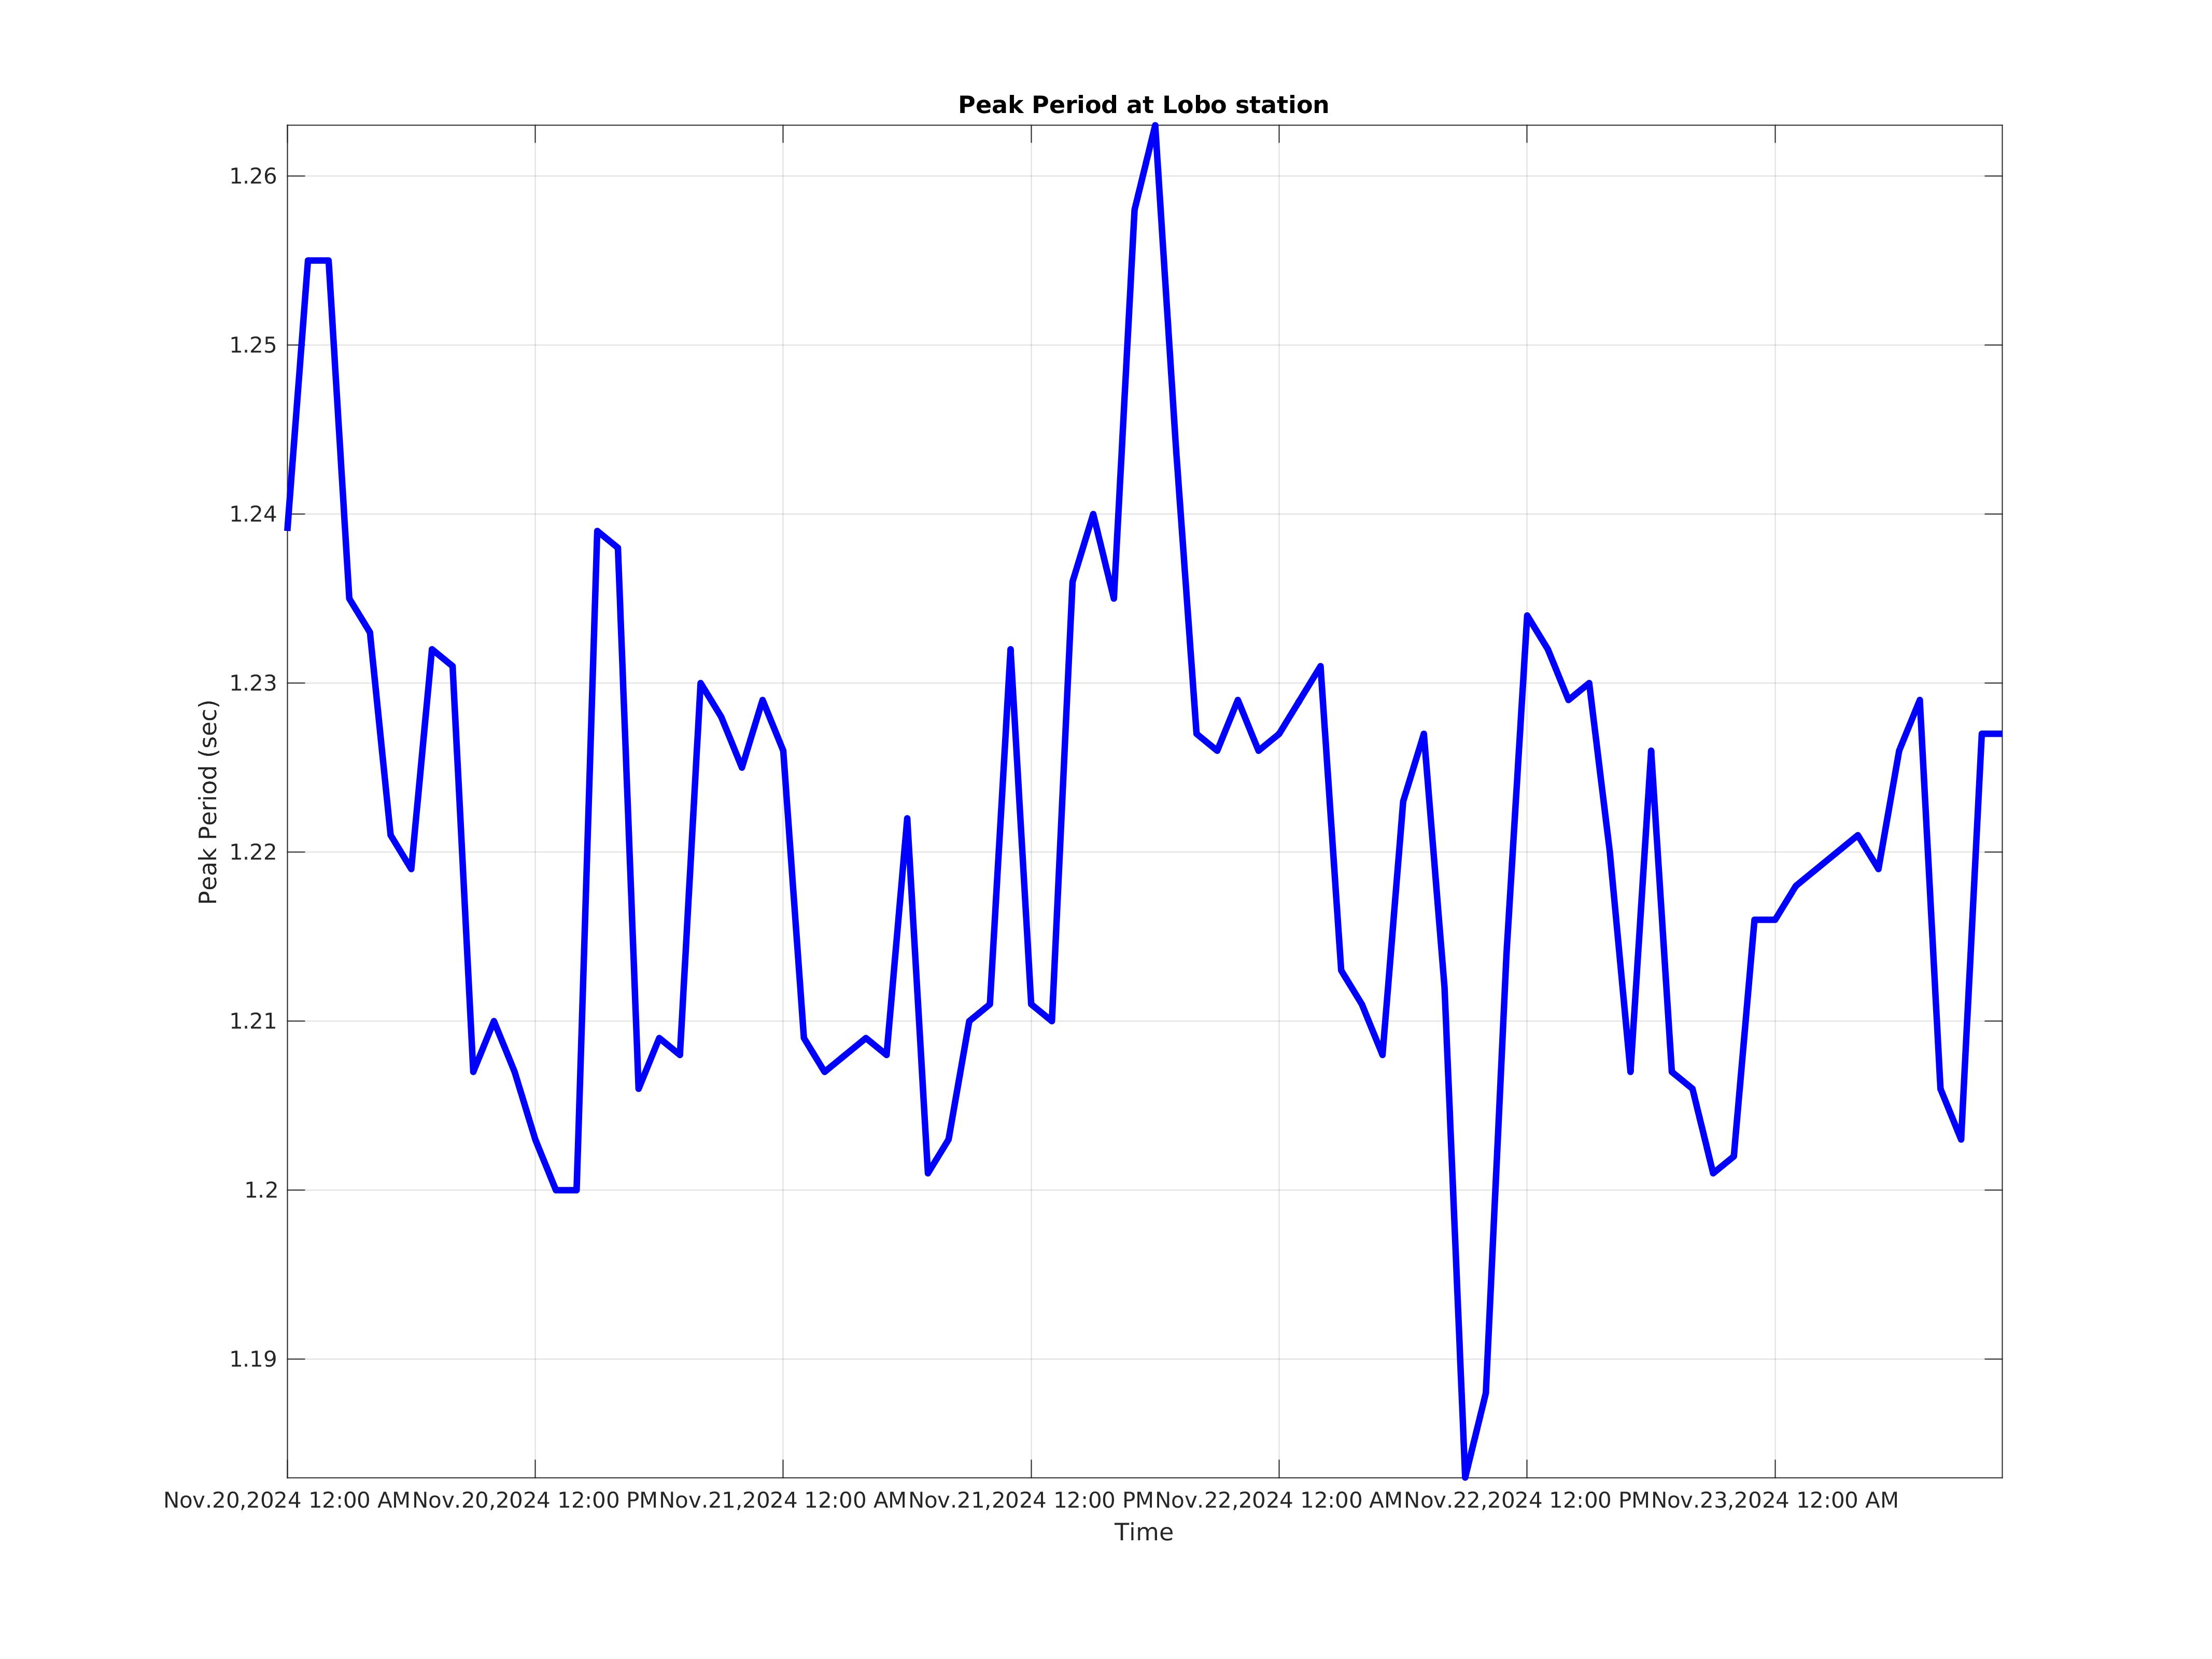 Peak Period at Lobo station
1.26
1.25
1.24
1.23
1.22
1.21
1.2
1.19
Peak Period (sec)
Nov.20,2024 12:00 AM Nov.20,2024 12:00 PM Nov.21,2024 12:00 AM Nov.21,2024 12:00 PM Nov.22,2024 12:00 AM Nov.22,2024 12:00 PM Nov.23,2024 12:00 AM
Time